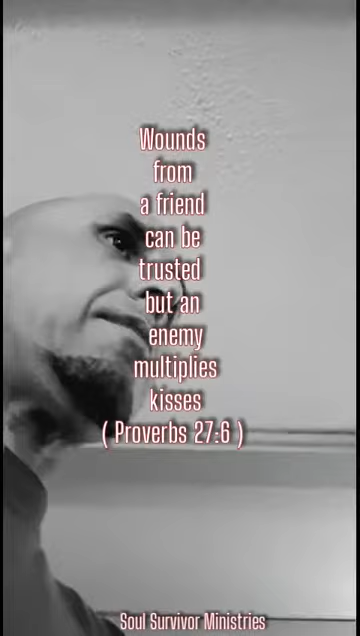 Wounds
from
a friend
can be
trusted
but an
enemy
multiplies
kisses
( Proverbs 27:6 )
Soul Survivor Ministries